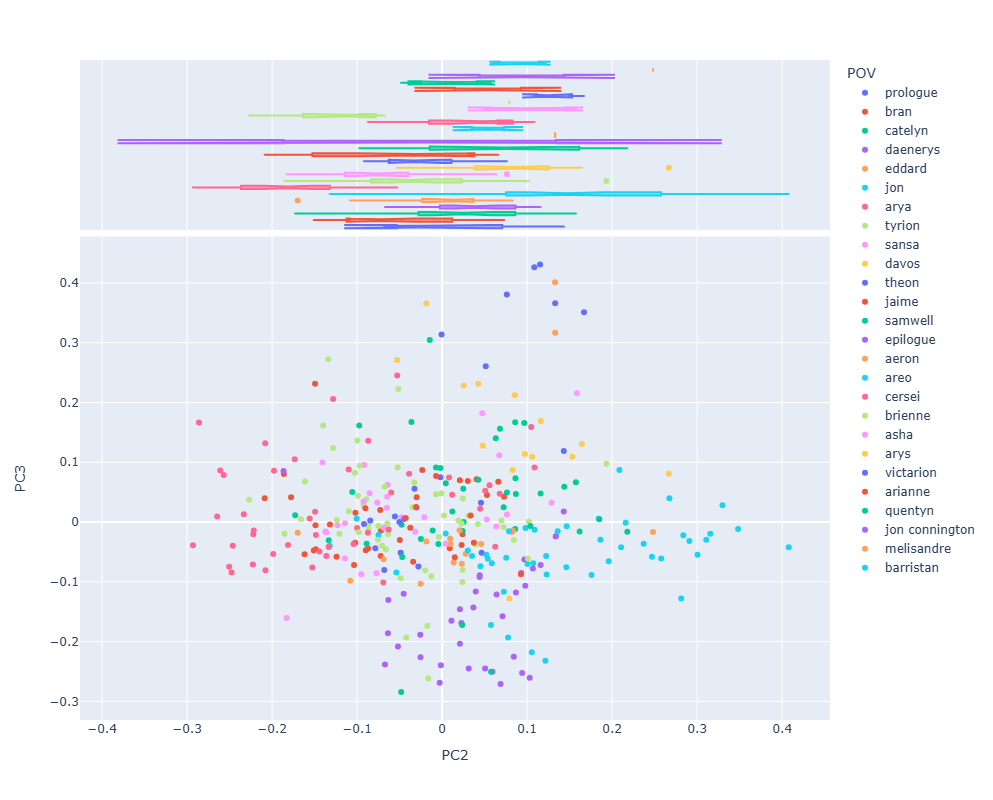 POV
prologue
bran
catelyn
daenerys
eddard
jon
arya
tyrion
sansa
davos
theon
jaime
samwell
epilogue
aeron
areo
cersei
brienne
asha
arys
victarion
arianne
quentyn
jon connington
melisandre
barristan
0.4
0.3
0.2
0.1
0
−0.1
−0.2
−0.3
PC3
−0.4 −0.3 −0.2 −0.1 0 0.1 0.2 0.3 0.4
PC2